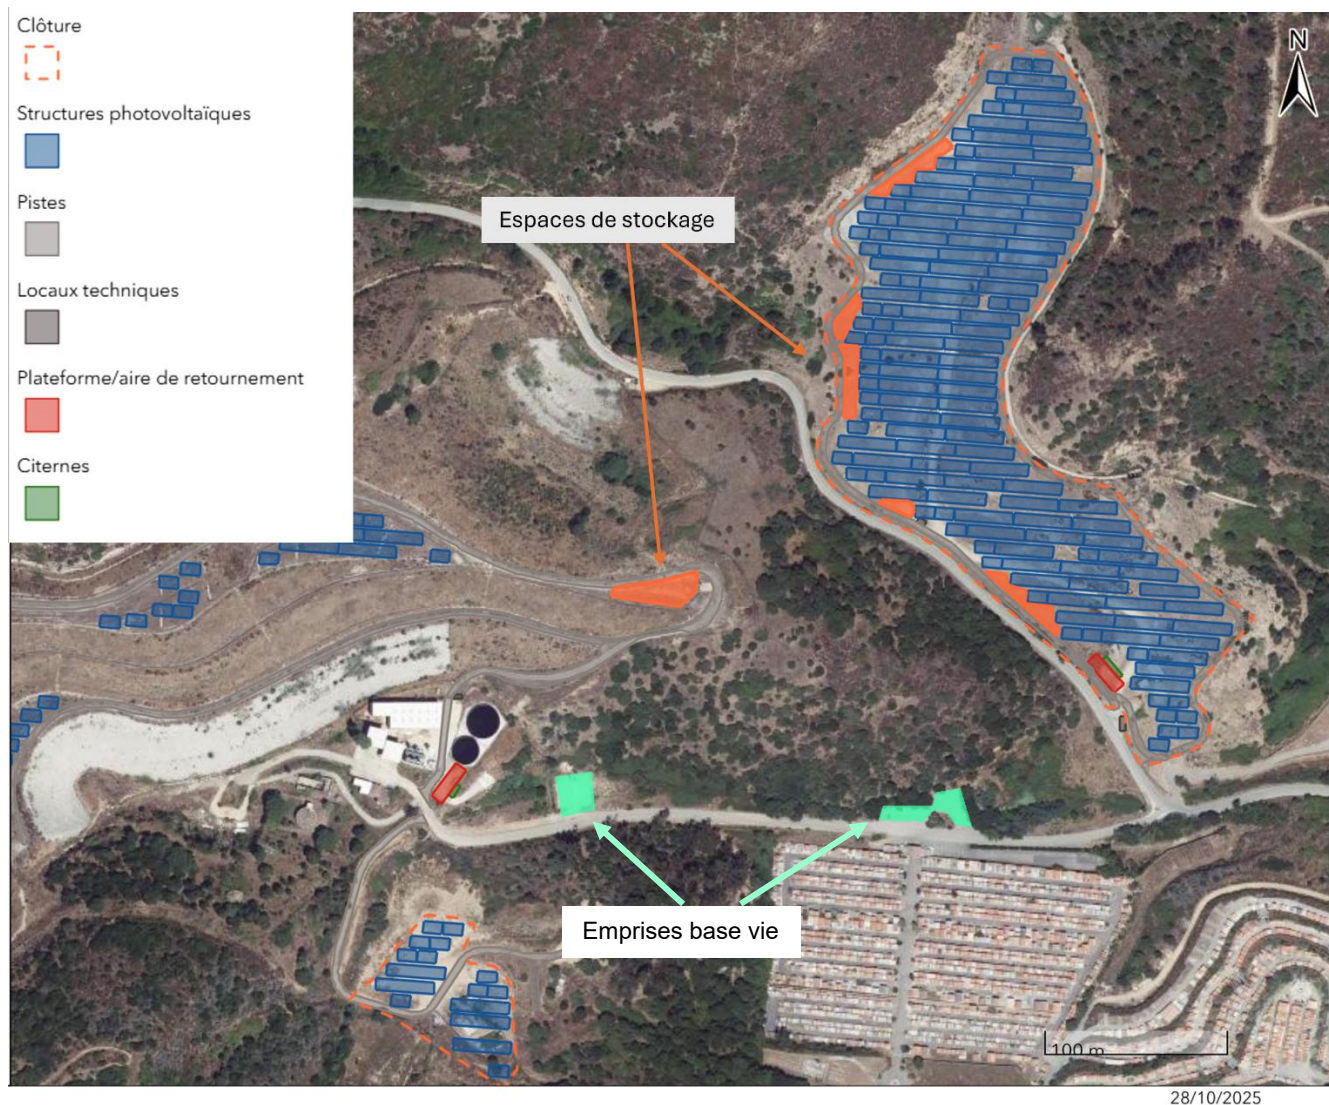 Clôture
Structures photovoltaïques
Pistes
Locaux techniques
Plateforme/aire de retournement
Citernes
N
Espaces de stockage
Emprises base vie
100 m
28/10/2025